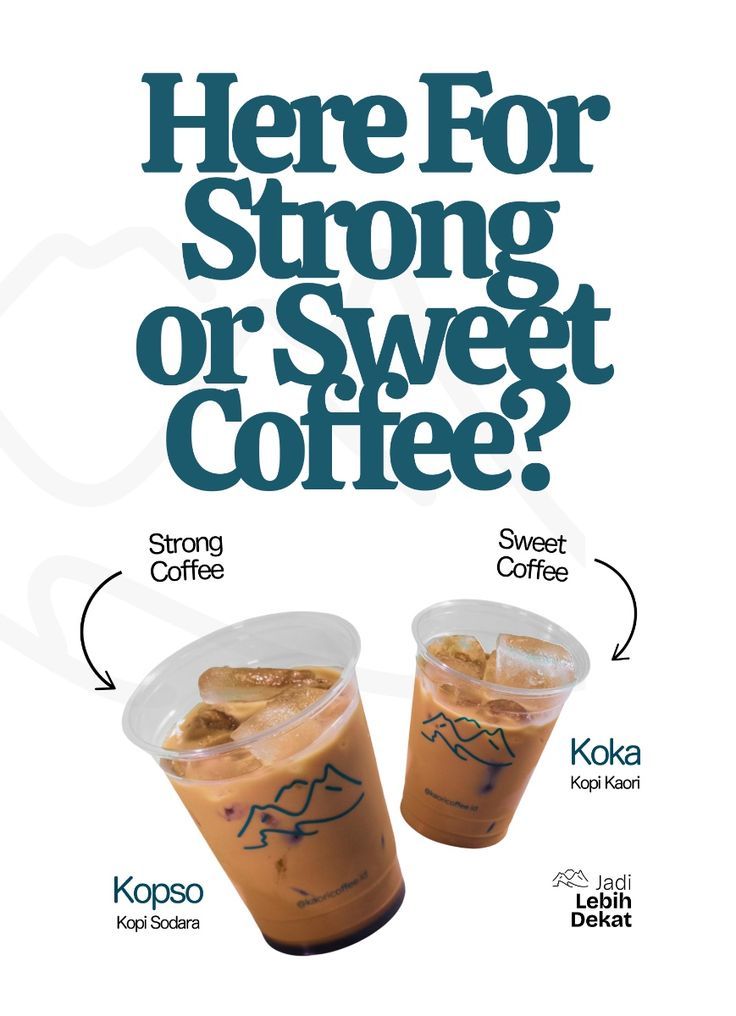 Here For
Strong
or Sweet
Coffee?
Strong
Coffee
Sweet
Coffee
@kaoricoffee.id
Koka
Kopi Kaori
@kaoricoffee.id
Kopso
Kopi Sodara
Jadi
Lebih
Dekat